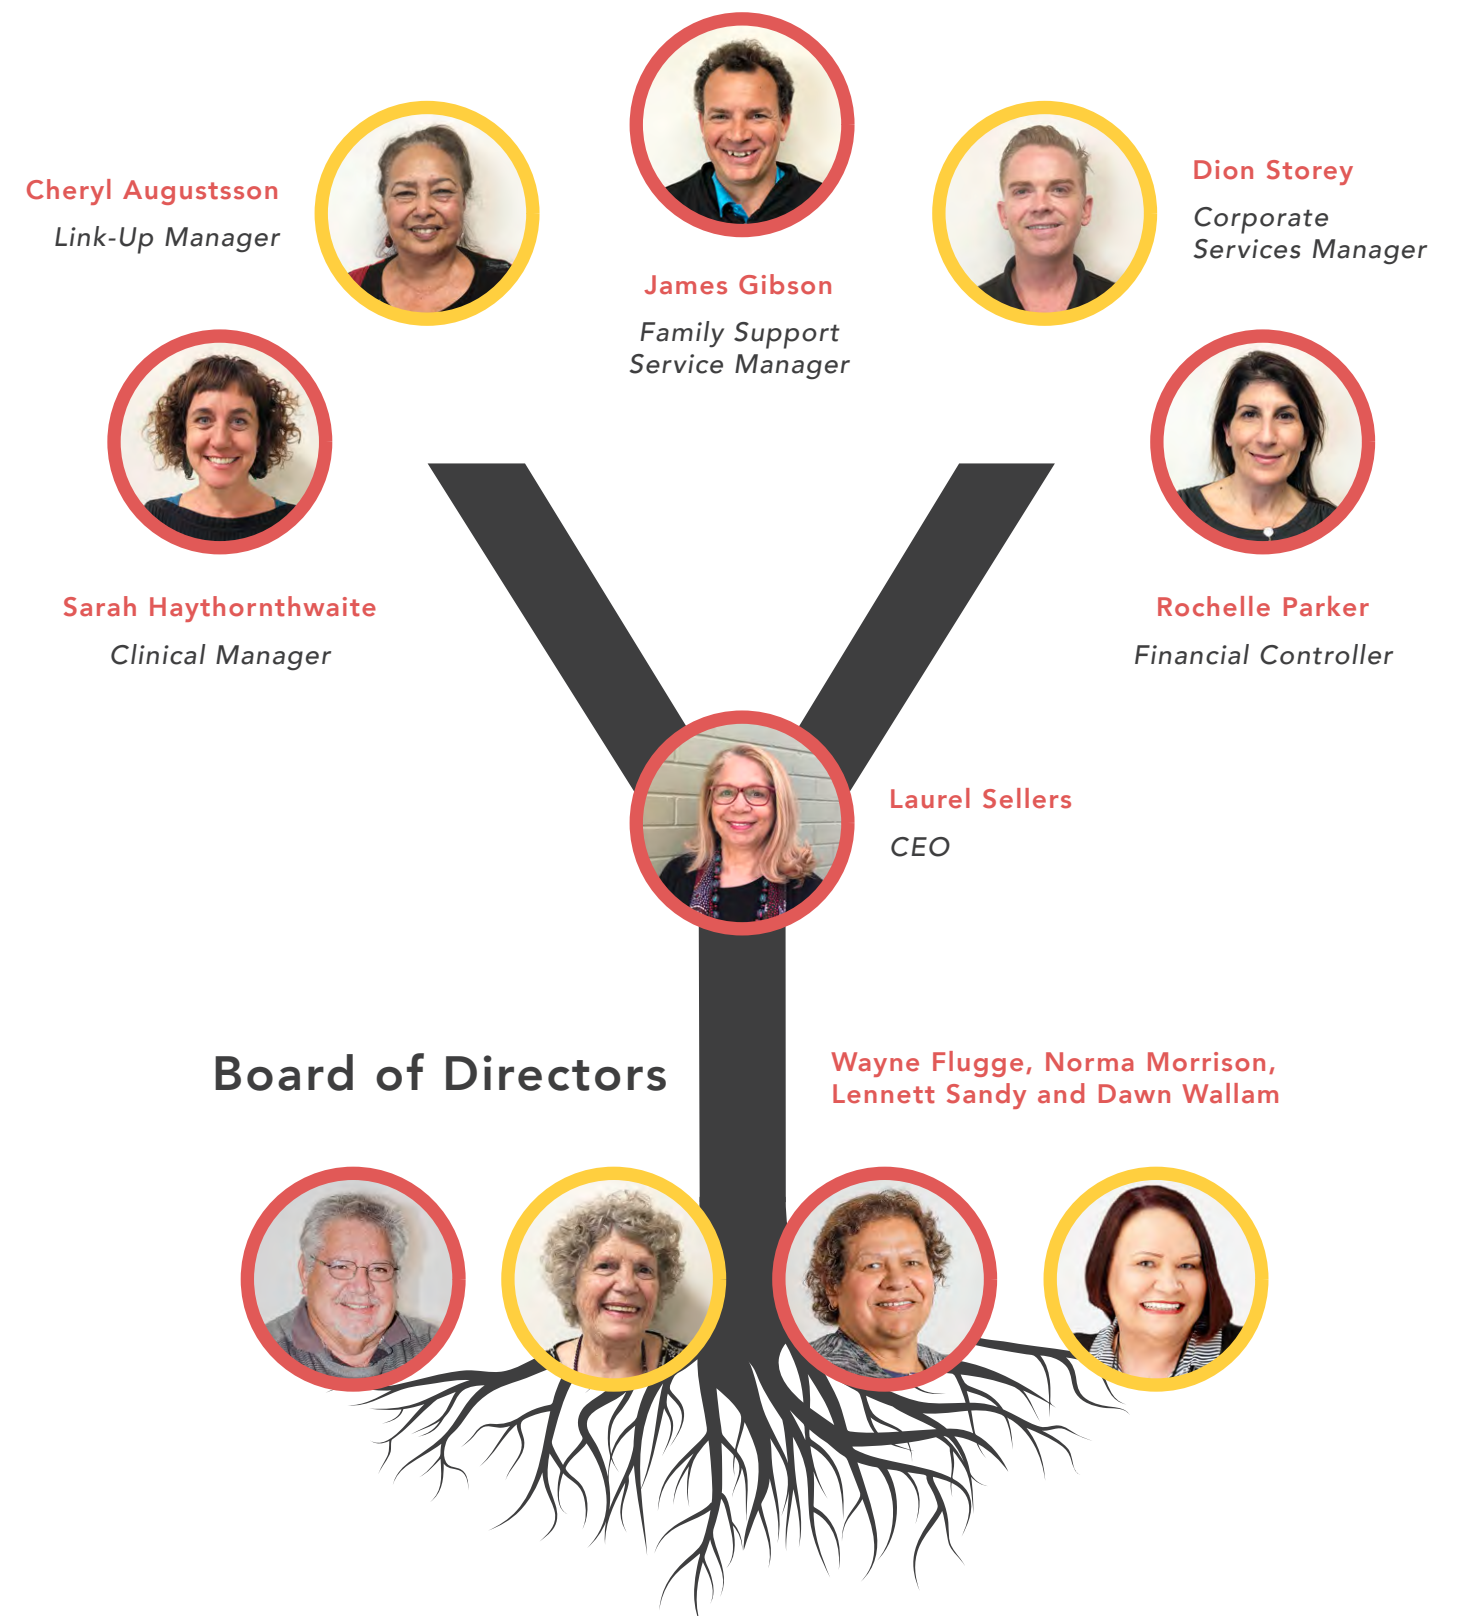 Cheryl Augustsson
Link-Up Manager
James Gibson
Family Support
Service Manager
Dion Storey
Corporate
Services Manager
Sarah Haythornthwaite
Clinical Manager
Rochelle Parker
Financial Controller
Laurel Sellers
CEO
Board of Directors
Wayne Flugge, Norma Morrison,
Lennett Sandy and Dawn Wallam